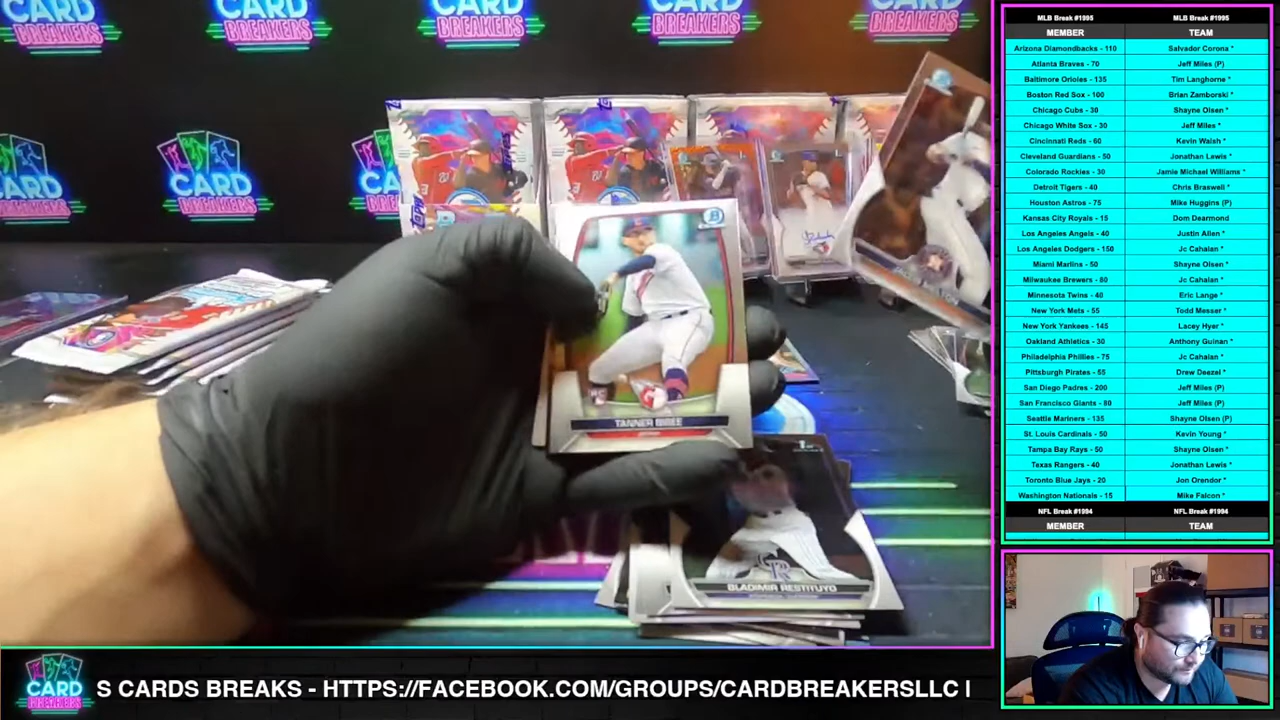 CARD
BREAKERS
CARD
BREAKERS
CARD
BREAKERS
CARD
BREAKERS
CARD
BREAKERS
CARD
BREAKERS
CARD
BREAKERS
TANNER BIBEE
BLADIMIR RESTITUYO
MLB Break #1995 MLB Break #1995
MEMBER TEAM
Arizona Diamondbacks - 110 Salvador Corona *
Atlanta Braves - 70 Jeff Miles (P)
Baltimore Orioles - 135 Tim Langhorne *
Boston Red Sox - 100 Brian Zamborski *
Chicago Cubs - 30 Shayne Olsen *
Chicago White Sox - 30 Jeff Miles *
Cincinnati Reds - 60 Kevin Walsh *
Cleveland Guardians - 50 Jonathan Lewis *
Colorado Rockies - 30 Jamie Michael Williams *
Detroit Tigers - 40 Chris Braswell *
Houston Astros - 75 Mike Huggins (P)
Kansas City Royals - 15 Dom Dearmond
Los Angeles Angels - 40 Justin Allen *
Los Angeles Dodgers - 150 Jc Cahalan *
Miami Marlins - 50 Shayne Olsen *
Milwaukee Brewers - 80 Jc Cahalan *
Minnesota Twins - 40 Eric Lange *
New York Mets - 55 Todd Messer *
New York Yankees - 145 Lacey Hyer *
Oakland Athletics - 30 Anthony Guinan *
Philadelphia Phillies - 75 Jc Cahalan *
Pittsburgh Pirates - 55 Drew Deezel *
San Diego Padres - 200 Jeff Miles (P)
San Francisco Giants - 80 Jeff Miles (P)
Seattle Mariners - 135 Shayne Olsen (P)
St. Louis Cardinals - 50 Kevin Young *
Tampa Bay Rays - 50 Shayne Olsen *
Texas Rangers - 40 Jonathan Lewis *
Toronto Blue Jays - 20 Jon Orendor *
Washington Nationals - 15 Mike Falcon *
NFL Break #1994 NFL Break #1994
MEMBER TEAM
CARD
BREAKERS
S CARDS BREAKS - HTTPS://FACEBOOK.COM/GROUPS/CARDBREAKERSLLC